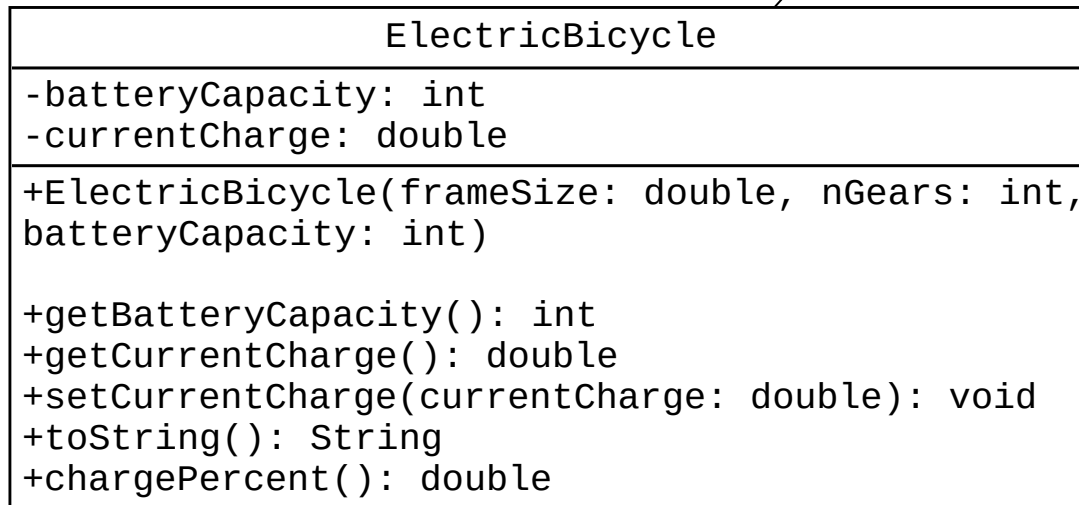 ElectricBicycle
-batteryCapacity: int
-currentCharge: double
+ElectricBicycle(frameSize: double, nGears: int,
batteryCapacity: int)
+getBatteryCapacity(): int
+getCurrentCharge(): double
+setCurrentCharge(currentCharge: double): void
+toString(): String
+chargePercent(): double